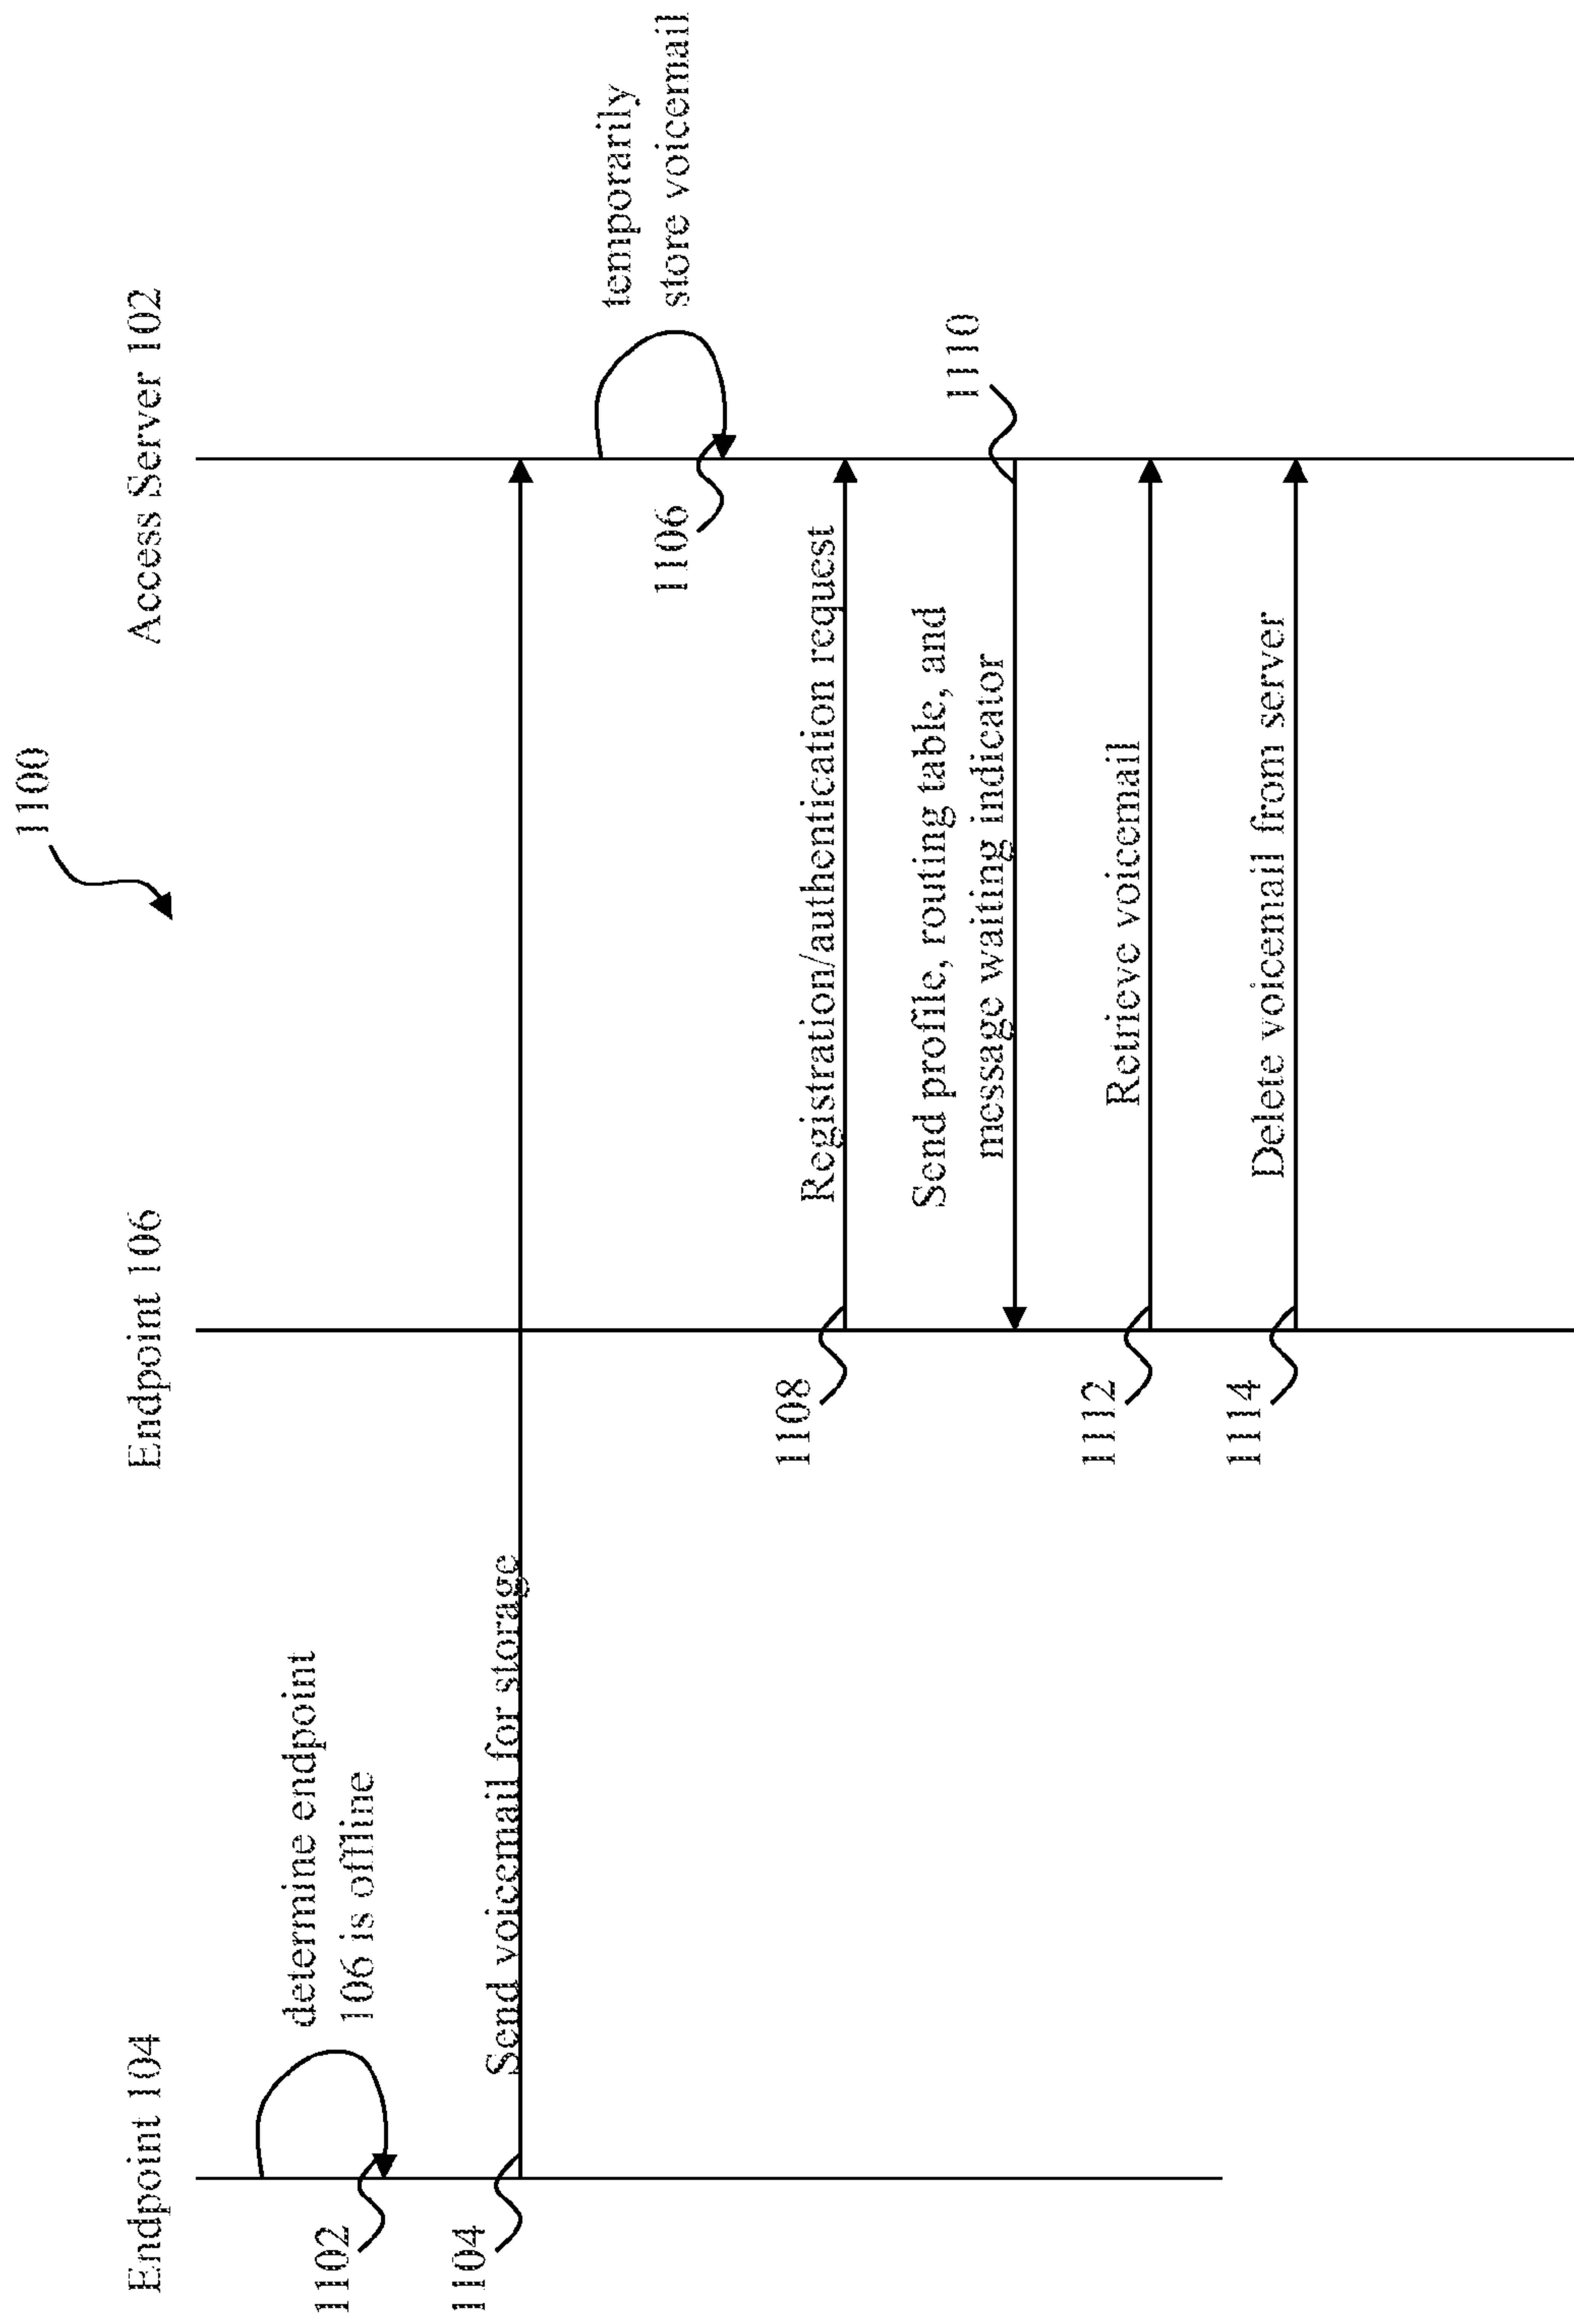 1100
Endpoint 104
Endpoint 106
Access Server 102
determine endpoint
106 is offline
1102
Send voicemail for storage
1104
temporarily
store voicemail
1106
Registration/authentication request
1108
Send profile, routing table, and
message waiting indicator
1110
Retrieve voicemail
1112
Delete voicemail from server
1114